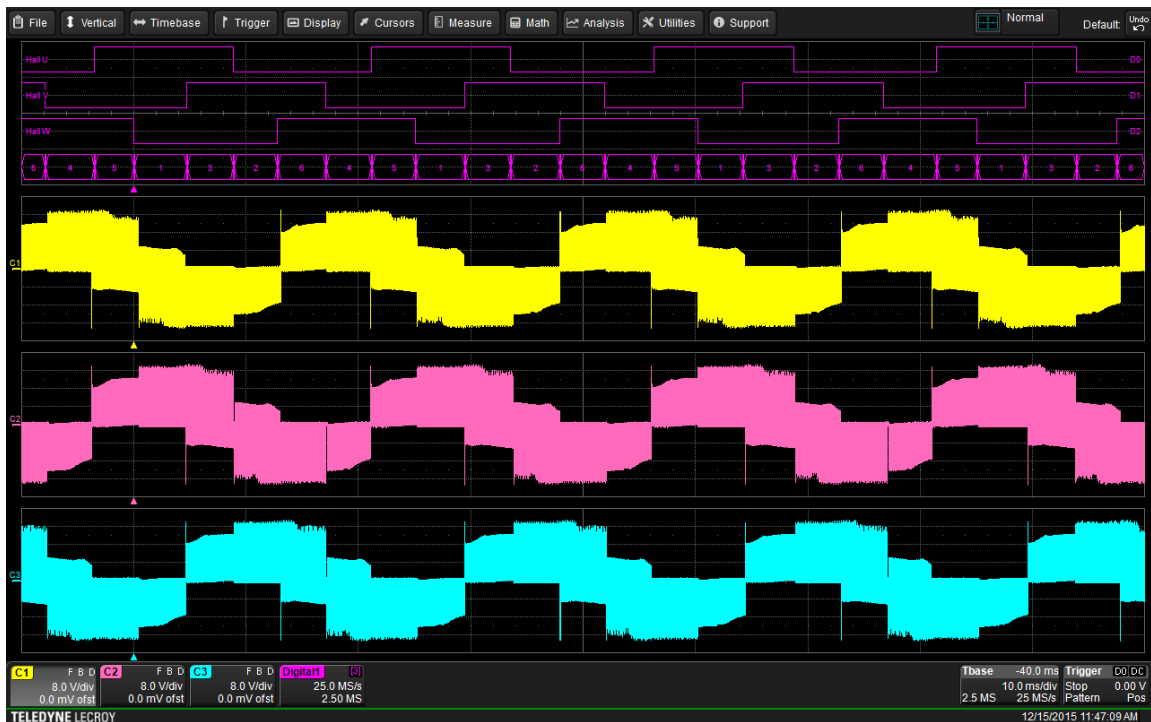 File Vertical Timebase Trigger Display Cursors Measure Math Analysis Utilities Support Normal Default: Undo
Hall U D0
Hall V D1
Hall W D2
6 4 5 1 3 2 6 4 5 1 3 2 6 4 5 1 3 2 6 4 5 1 3 2 6
C1
C2
C3
C1 F B D C2 F B D C3 F B D Digital1 [3] Tbase -40.0 ms Trigger D0 DC
8.0 V/div 8.0 V/div 8.0 V/div 25.0 MS/s 10.0 ms/div Stop 0.00 V
0.0 mV ofst 0.0 mV ofst 0.0 mV ofst 2.50 MS 2.5 MS 25 MS/s Pattern Pos
TELEDYNE LECROY 12/15/2015 11:47:09 AM